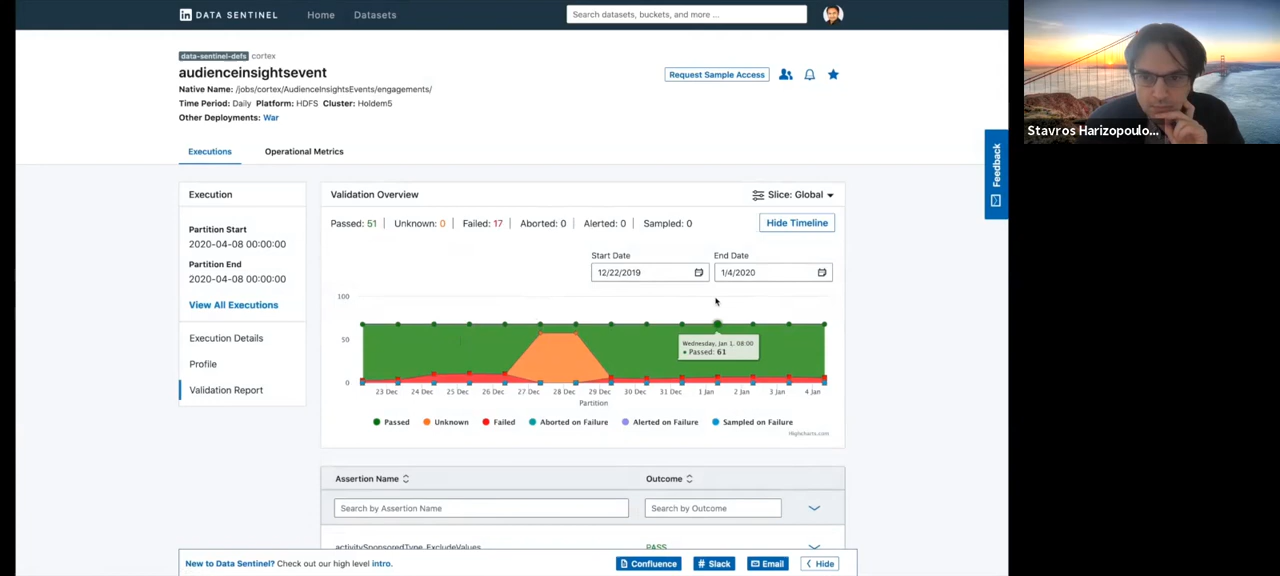 in DATA SENTINEL Home Datasets Search datasets, buckets, and more ...
data-sentinel-defs cortex
audienceinsightsevent
Request Sample Access
Native Name: /jobs/cortex/AudienceInsightsEvents/engagements/
Time Period: Daily Platform: HDFS Cluster: Holdem5
Other Deployments: War
Stavros Harizopoulo...
Executions Operational Metrics
Feedback
Execution
Partition Start
2020-04-08 00:00:00
Partition End
2020-04-08 00:00:00
View All Executions
Execution Details
Profile
Validation Report
Validation Overview Slice: Global
Passed: 51 | Unknown: 0 | Failed: 17 | Aborted: 0 | Alerted: 0 | Sampled: 0 Hide Timeline
Start Date End Date
12/22/2019 1/4/2020
100
50
0
Wednesday, Jan 1, 08:00
Passed: 61
23 Dec 24 Dec 25 Dec 26 Dec 27 Dec 28 Dec 29 Dec 30 Dec 31 Dec 1 Jan 2 Jan 3 Jan 4 Jan
Partition
Passed Unknown Failed Aborted on Failure Alerted on Failure Sampled on Failure
Highcharts.com
Assertion Name Outcome
Search by Assertion Name Search by Outcome
activitySponsoredType_ExcludeValues PASS
New to Data Sentinel? Check out our high level intro. Confluence # Slack Email Hide